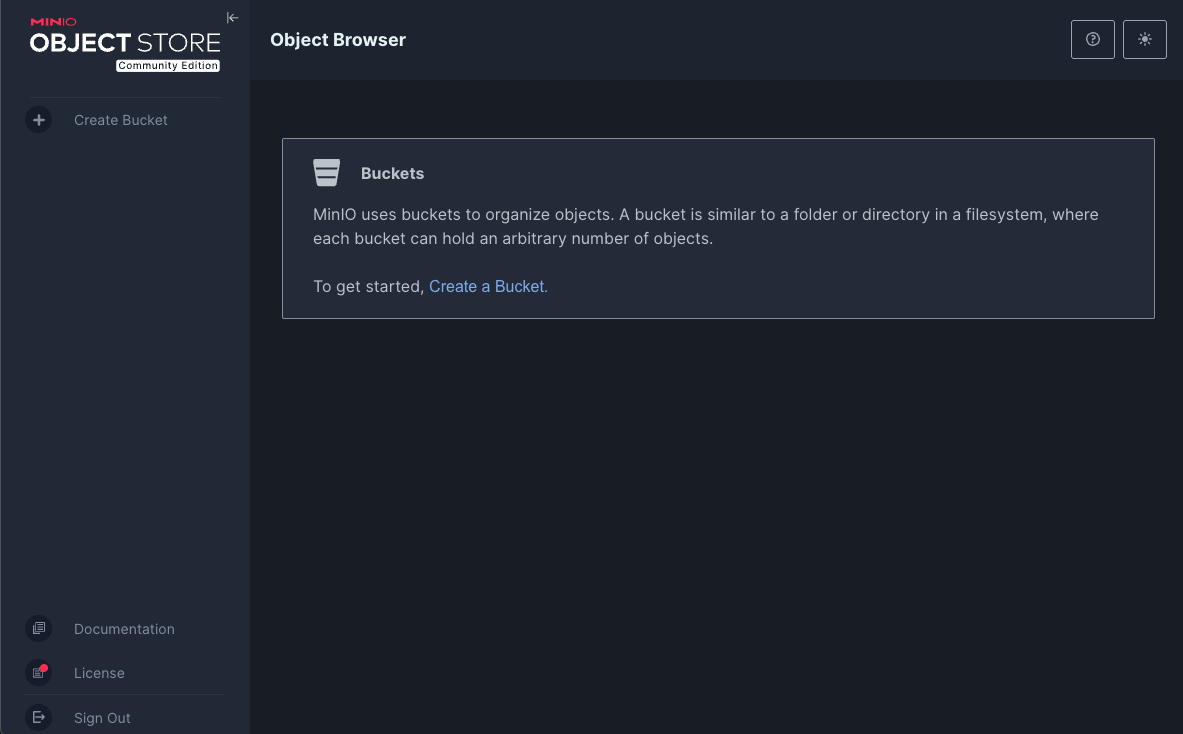 MINIO
OBJECT STORE
Community Edition
Create Bucket
Documentation
License
Sign Out
Object Browser
Buckets
MinIO uses buckets to organize objects. A bucket is similar to a folder or directory in a filesystem, where
each bucket can hold an arbitrary number of objects.
To get started, Create a Bucket.